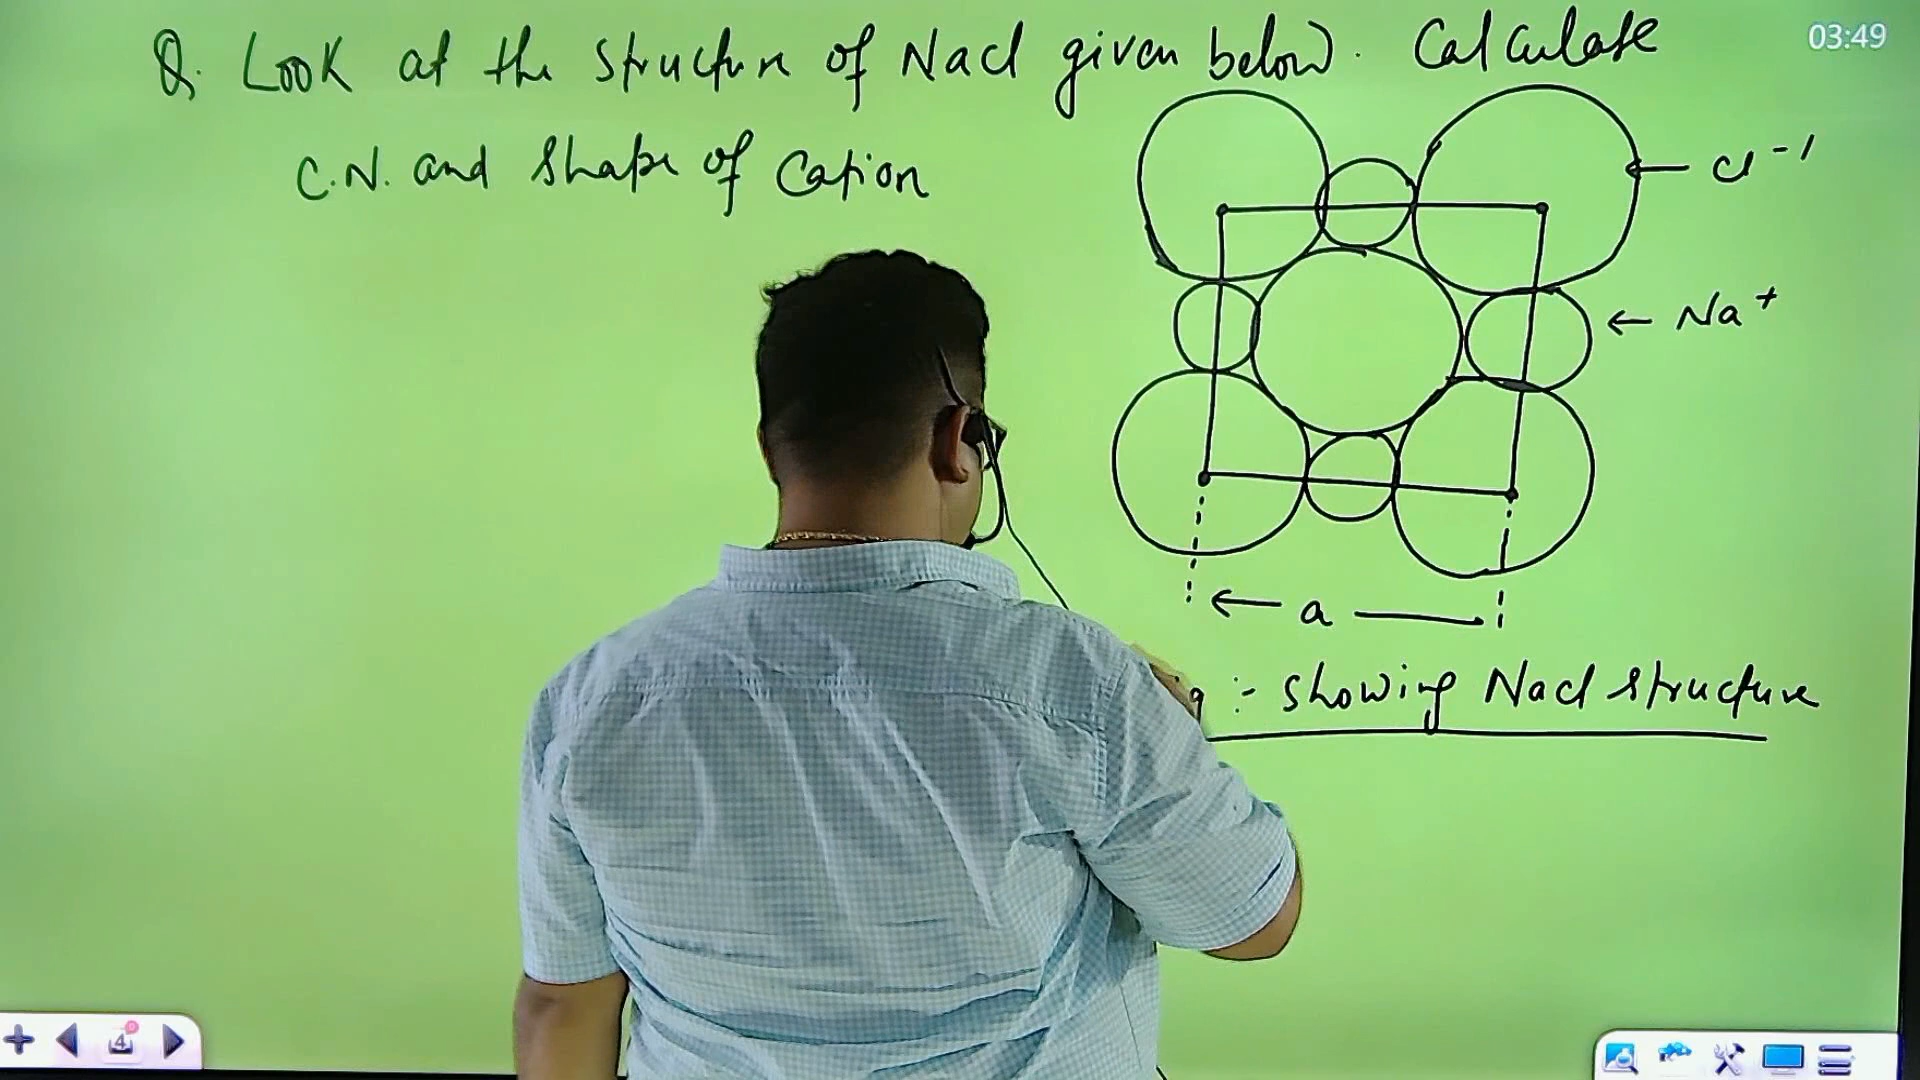 Q. Look at the structure of Nacl given below. Calculate
C.N. and Shape of Cation
03:49
Cl⁻¹
← Na⁺
← a
:- showing Nacl structure
4